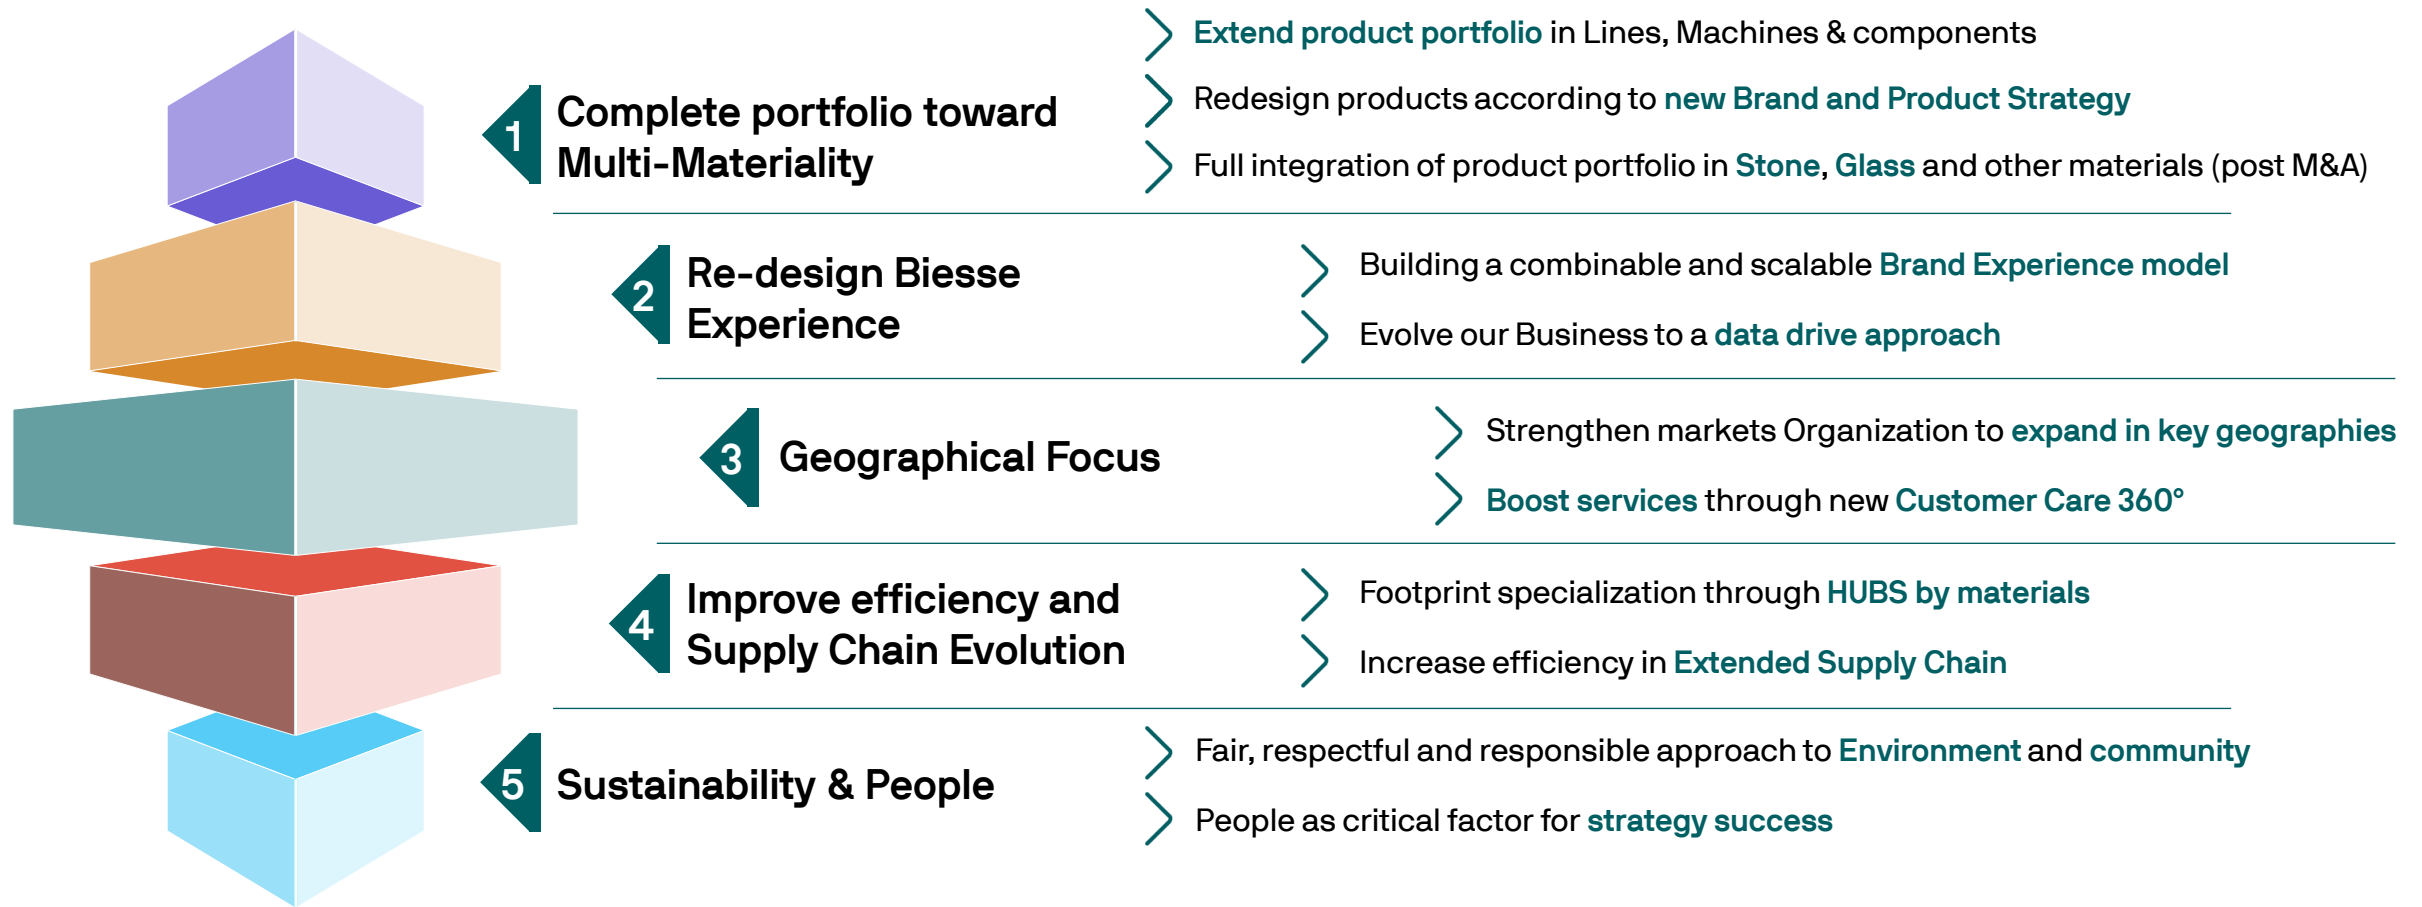 1
Complete portfolio toward
Multi-Materiality
Extend product portfolio in Lines, Machines & components
Redesign products according to new Brand and Product Strategy
Full integration of product portfolio in Stone, Glass and other materials (post M&A)
2
Re-design Biesse
Experience
Building a combinable and scalable Brand Experience model
Evolve our Business to a data drive approach
3
Geographical Focus
Strengthen markets Organization to expand in key geographies
Boost services through new Customer Care 360°
4
Improve efficiency and
Supply Chain Evolution
Footprint specialization through HUBS by materials
Increase efficiency in Extended Supply Chain
5
Sustainability & People
Fair, respectful and responsible approach to Environment and community
People as critical factor for strategy success